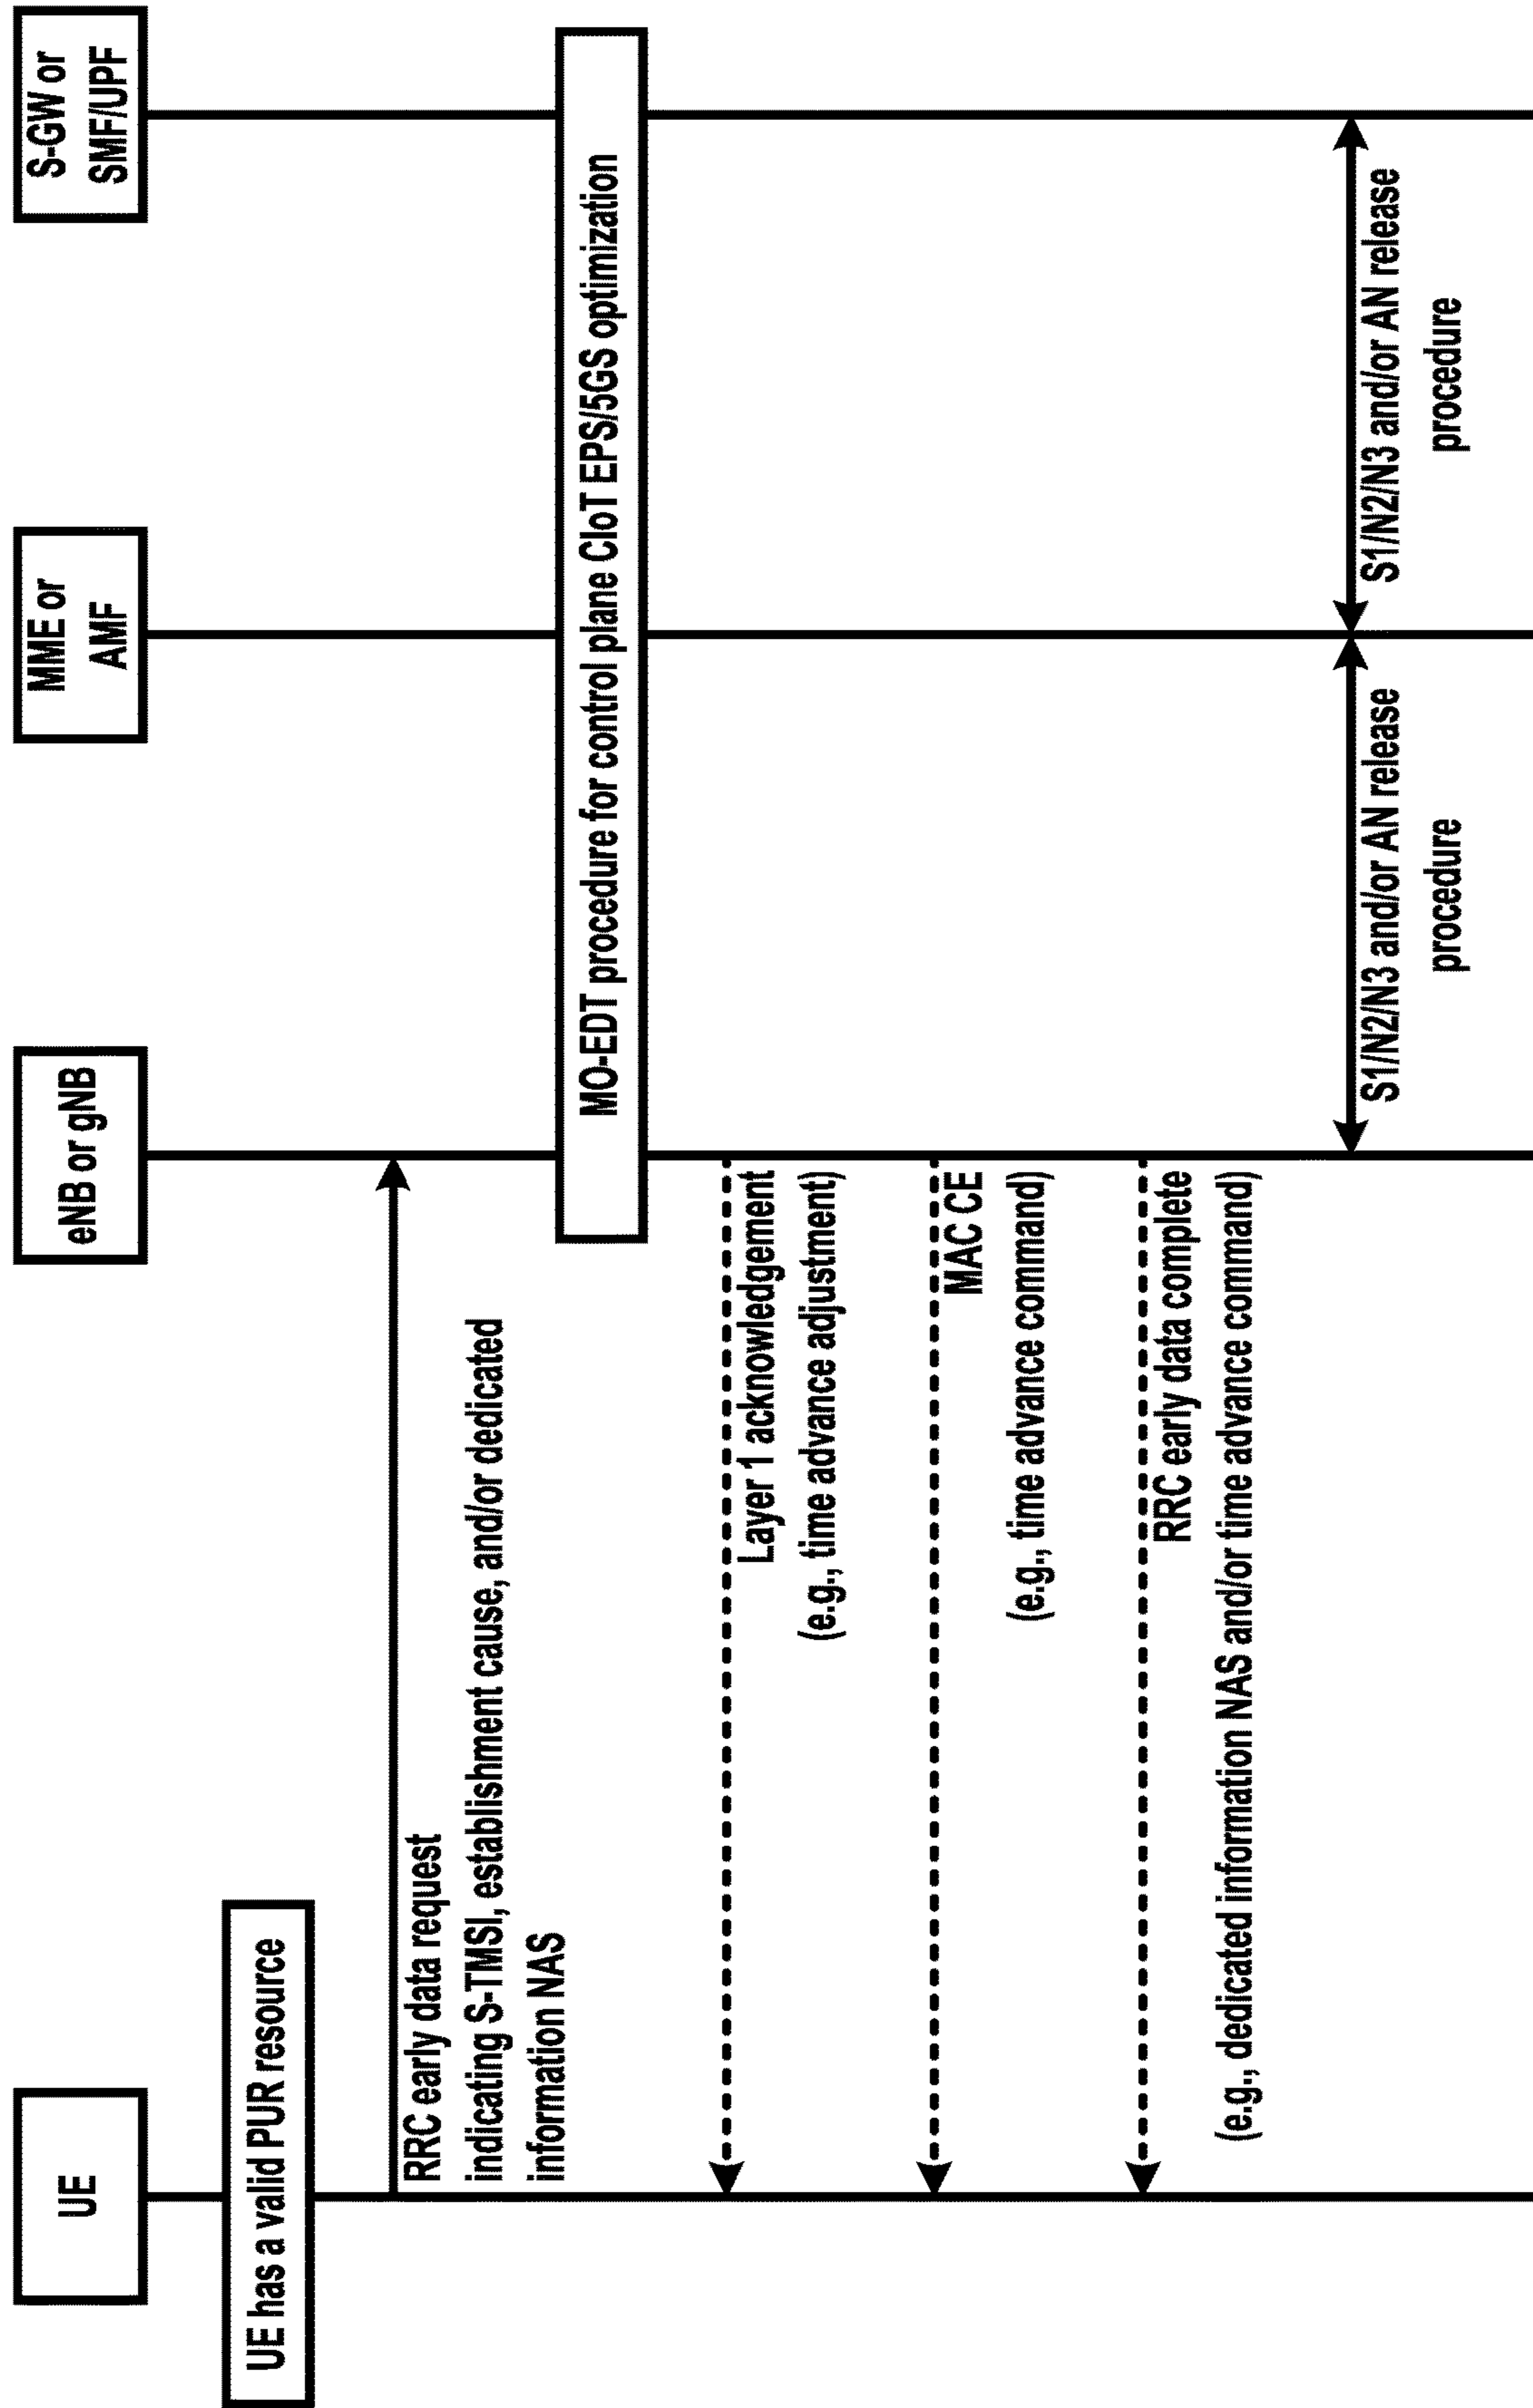 UE
eNB or gNB
MME or
AMF
S-GW or
SMF/UPF
UE has a valid PUR resource
RRC early data request
indicating S-TMSI, establishment cause, and/or dedicated
information NAS
MO-EDT procedure for control plane CIoT EPS/5GS optimization
Layer 1 acknowledgement
(e.g., time advance adjustment)
MAC CE
(e.g., time advance command)
RRC early data complete
(e.g., dedicated information NAS and/or time advance command)
S1/N2/N3 and/or AN release
procedure
S1/N2/N3 and/or AN release
procedure